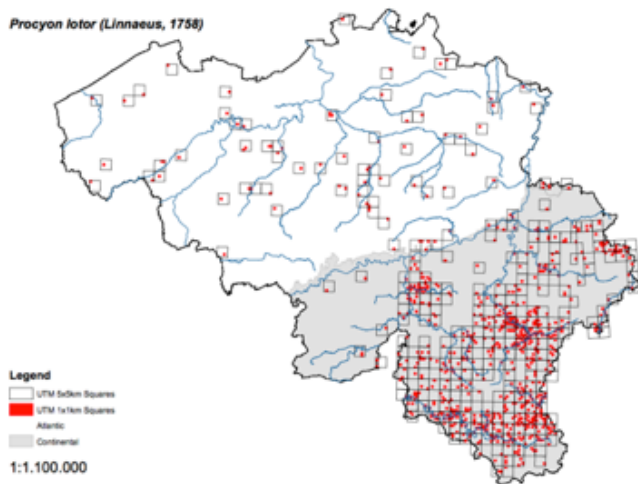 Procyon lotor (Linnaeus, 1758)
Legend
UTM 5x5km Squares
UTM 1x1km Squares
Atlantic
Continental
1:1.100.000